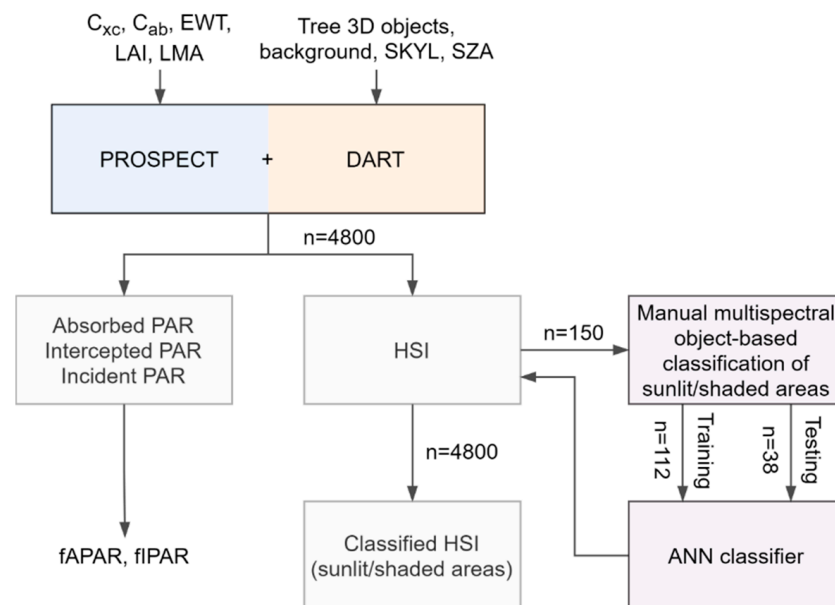 Cxc, Cab, EWT,
LAI, LMA
Tree 3D objects,
background, SKYL, SZA
PROSPECT
+
DART
n=4800
Absorbed PAR
Intercepted PAR
Incident PAR
HSI
n=150
Manual multispectral
object-based
classification of
sunlit/shaded areas
n=4800
n=112
Training
n=38
Testing
fAPAR, fIPAR
Classified HSI
(sunlit/shaded areas)
ANN classifier